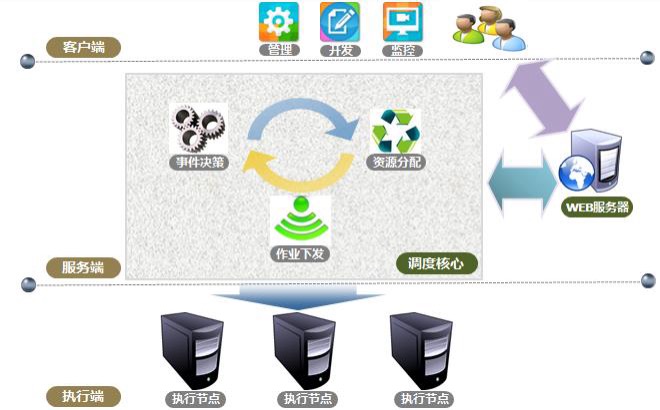 客户端
管理
开发
监控
事件决策
资源分配
WEB服务器
作业下发
服务端
调度核心
执行端
执行节点
执行节点
执行节点